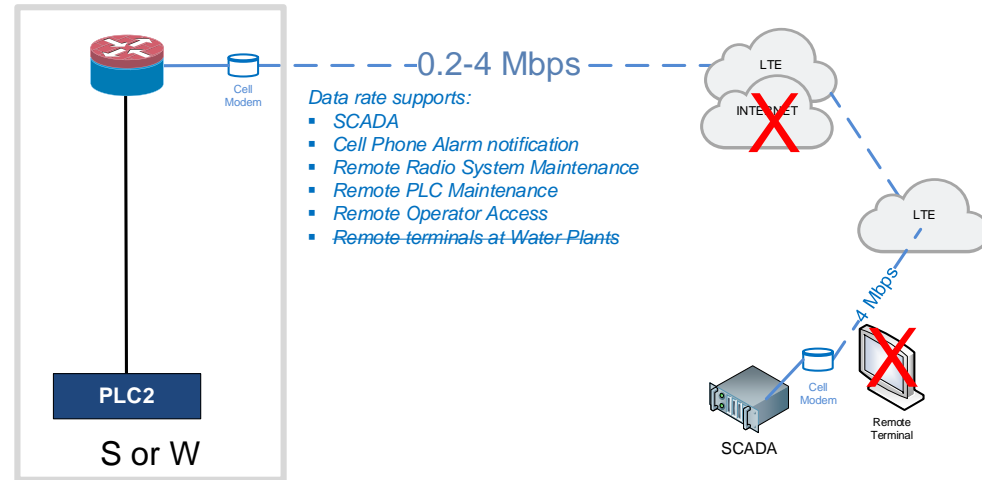 Cell
Modem
0.2-4 Mbps
Data rate supports:
▪ SCADA
▪ Cell Phone Alarm notification
▪ Remote Radio System Maintenance
▪ Remote PLC Maintenance
▪ Remote Operator Access
▪ Remote terminals at Water Plants
LTE
INTERNET
X
LTE
4 Mbps
X
Cell
Modem
Remote
Terminal
SCADA
PLC2
S or W